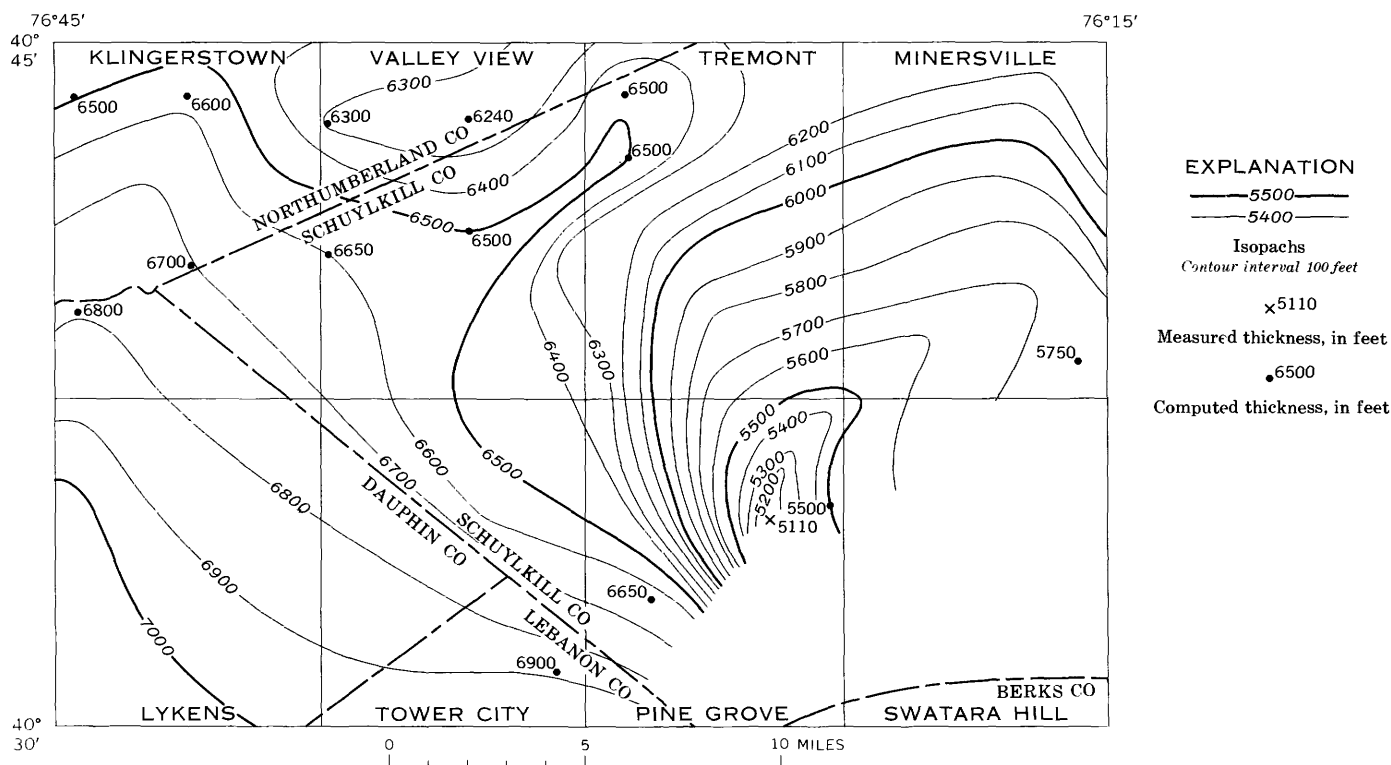 76°45′
76°15′
40°
45′
KLINGERSTOWN
VALLEY VIEW
TREMONT
MINERSVILLE
6300
6500
6600
6300
6240
6500
6200
6100
6500
6400
NORTHUMBERLAND CO
SCHUYLKILL CO
6000
6500
6500
6650
5900
6700
5800
6800
5700
6400
6300
5600
5750
5500
5400
6500
6600
6700
5300
5200
6800
5500
5110
DAUPHIN CO
SCHUYLKILL CO
6900
6650
7000
LEBANON CO
6900
BERKS CO
LYKENS
TOWER CITY
PINE GROVE
SWATARA HILL
40°
30′
0 5 10 MILES
EXPLANATION
5500
5400
Isopachs
Contour interval 100 feet
×5110
Measured thickness, in feet
6500
Computed thickness, in feet